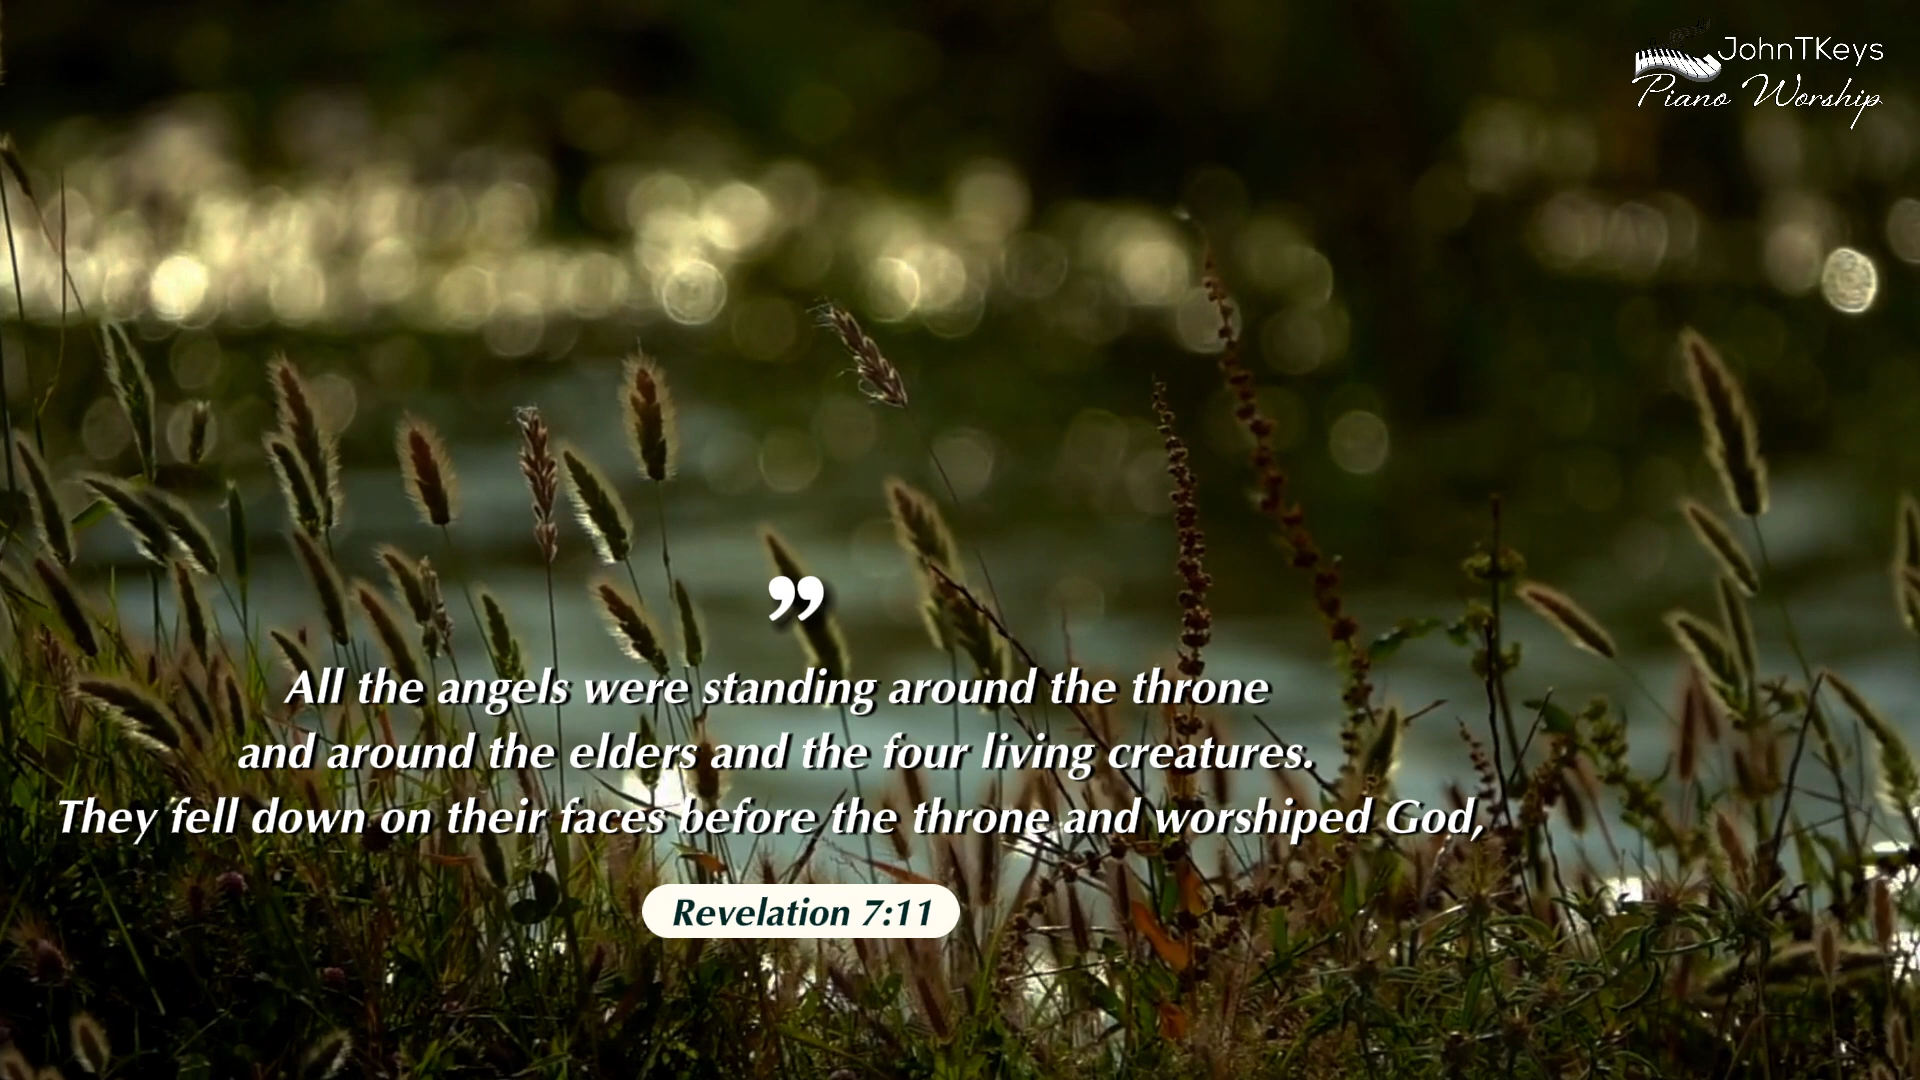 JohnTKeys
Piano Worship
”
All the angels were standing around the throne
and around the elders and the four living creatures.
They fell down on their faces before the throne and worshiped God,
Revelation 7:11